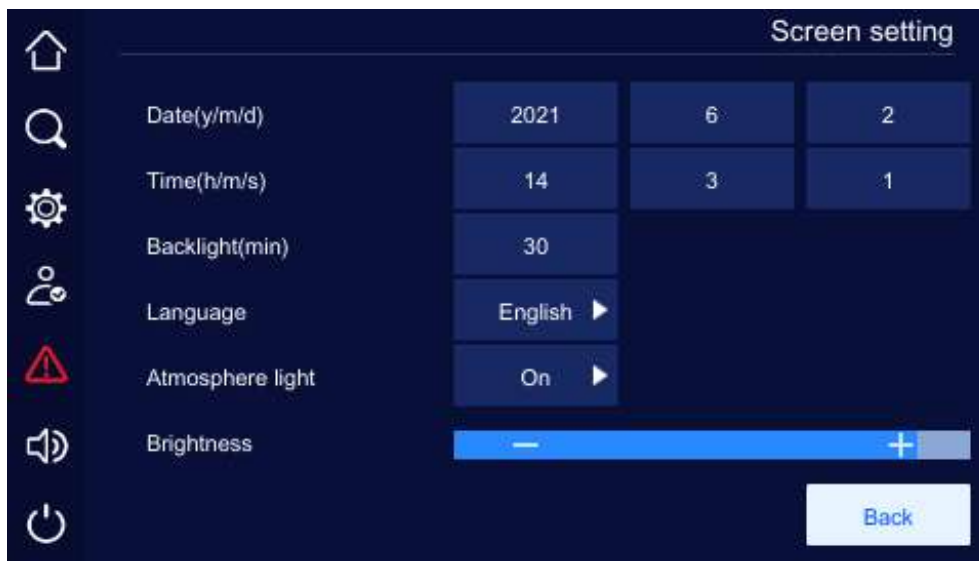 Screen setting
Date(y/m/d) 2021 6 2
Time(h/m/s) 14 3 1
Backlight(min) 30
Language English
Atmosphere light On
Brightness − +
Back